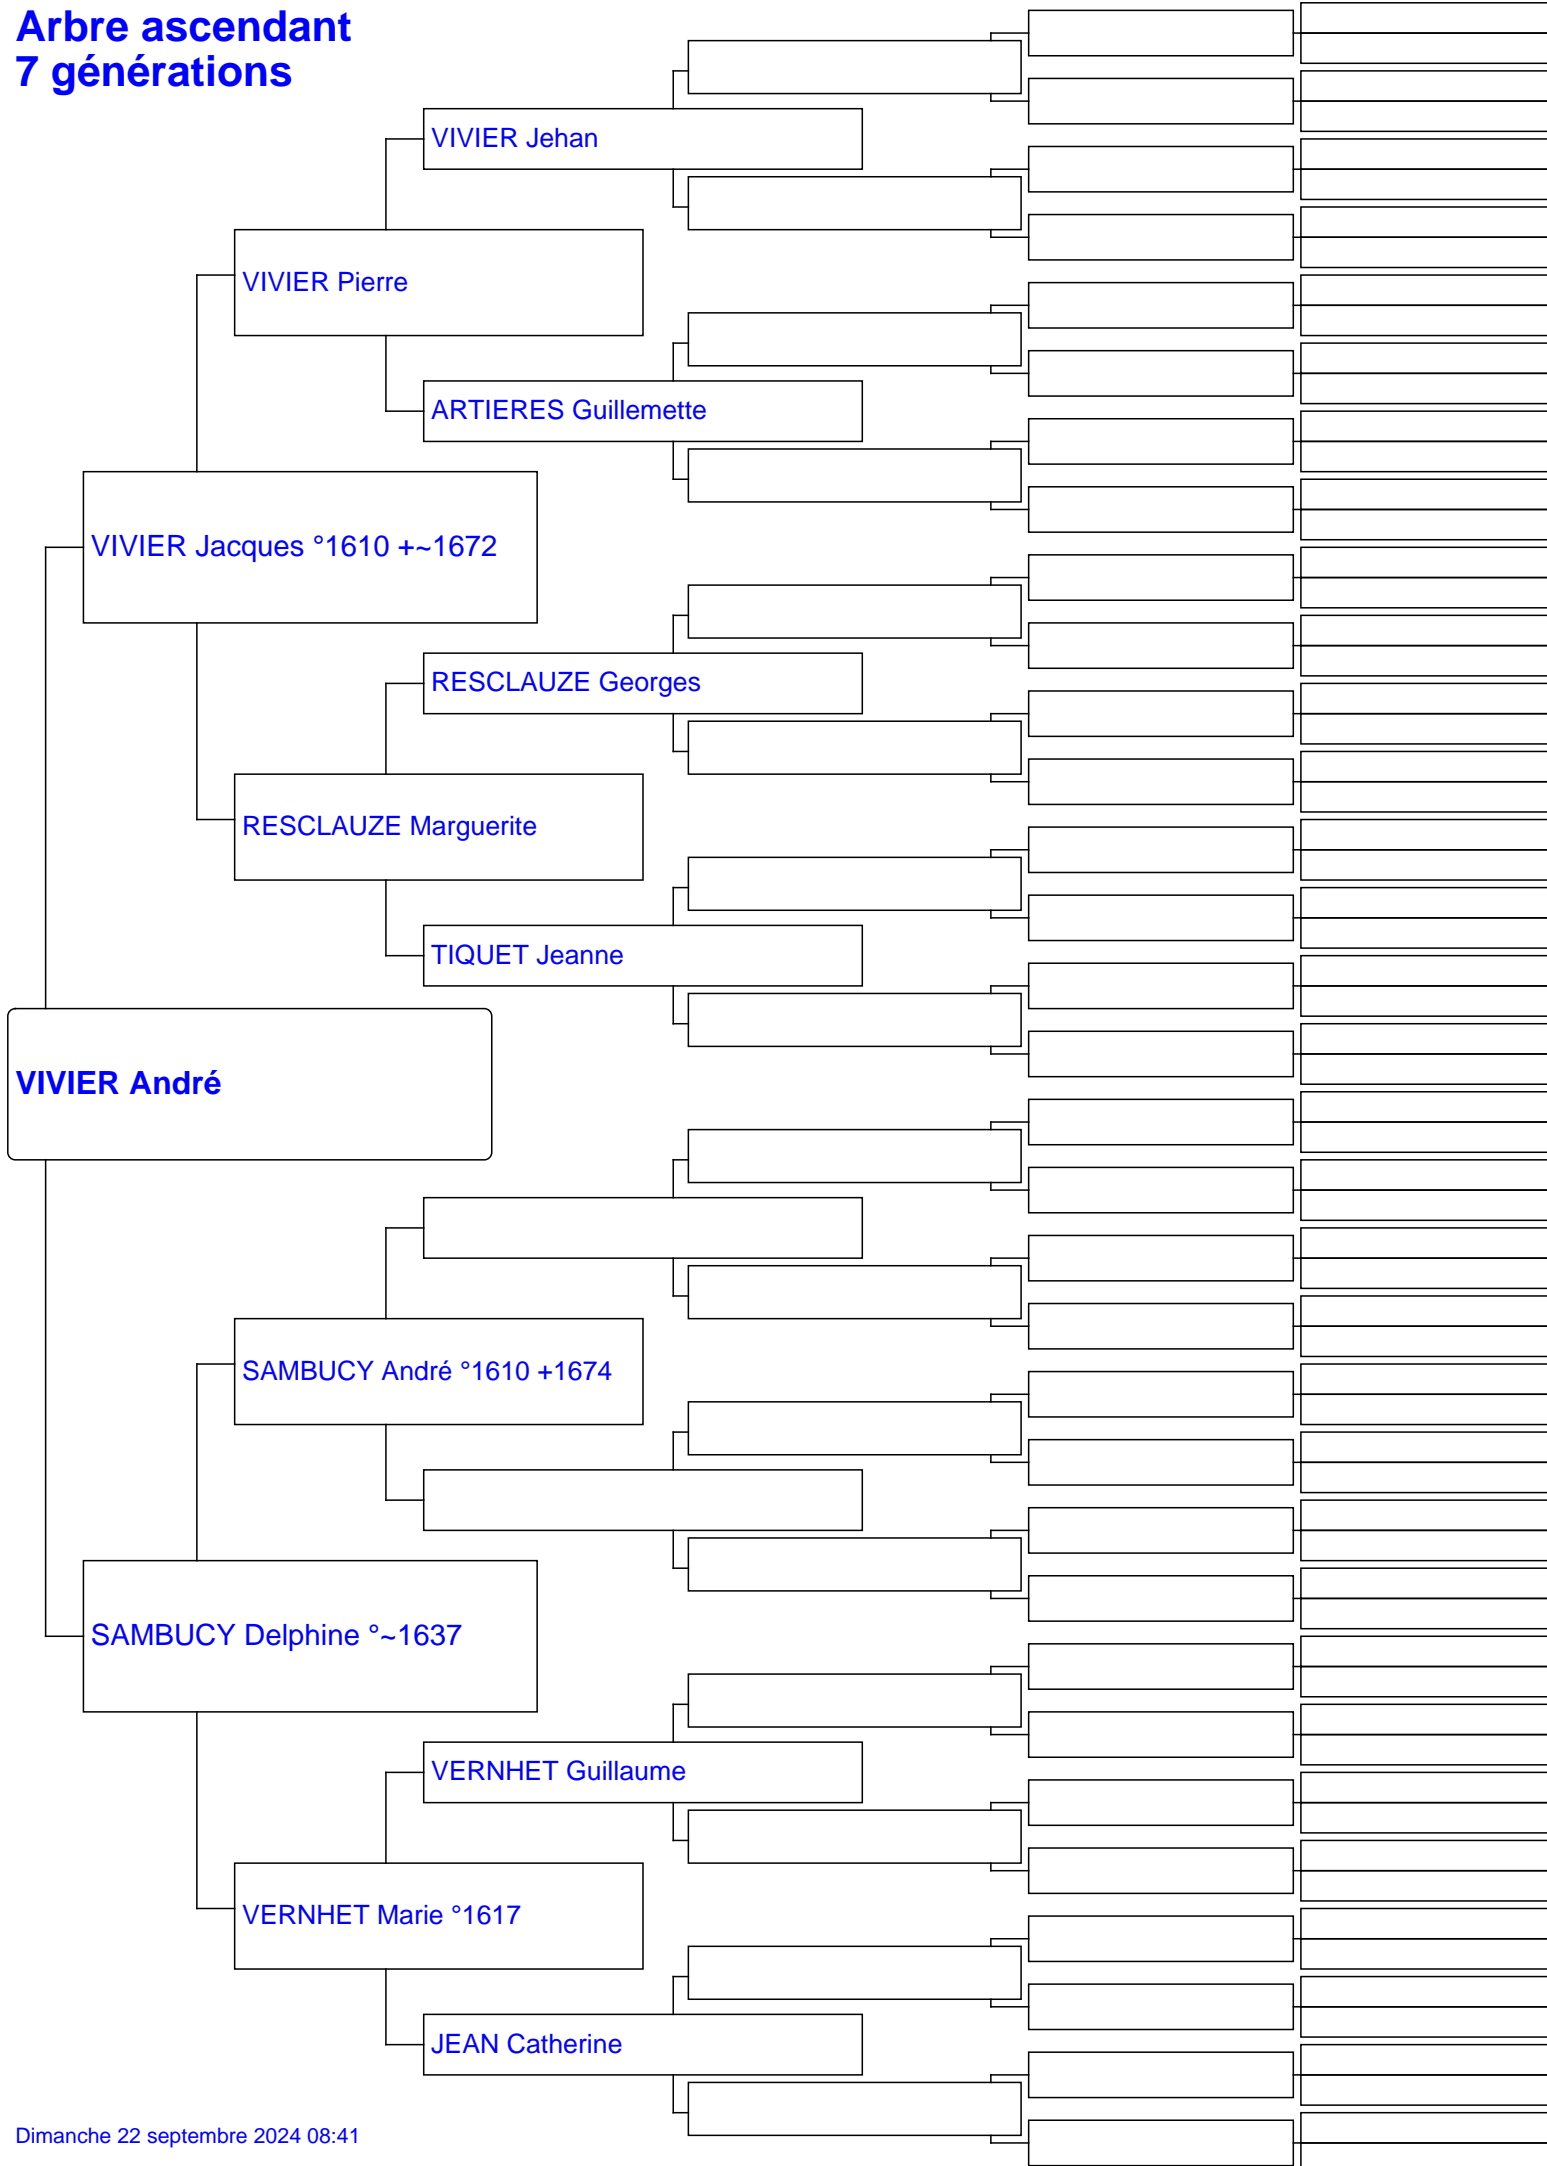 Arbre ascendant
7 générations
VIVIER Jehan
VIVIER Pierre
ARTIERES Guillemette
VIVIER Jacques °1610 +~1672
RESCLAUZE Georges
RESCLAUZE Marguerite
TIQUET Jeanne
VIVIER André
SAMBUCY André °1610 +1674
SAMBUCY Delphine °~1637
VERNHET Guillaume
VERNHET Marie °1617
JEAN Catherine
Dimanche 22 septembre 2024 08:41